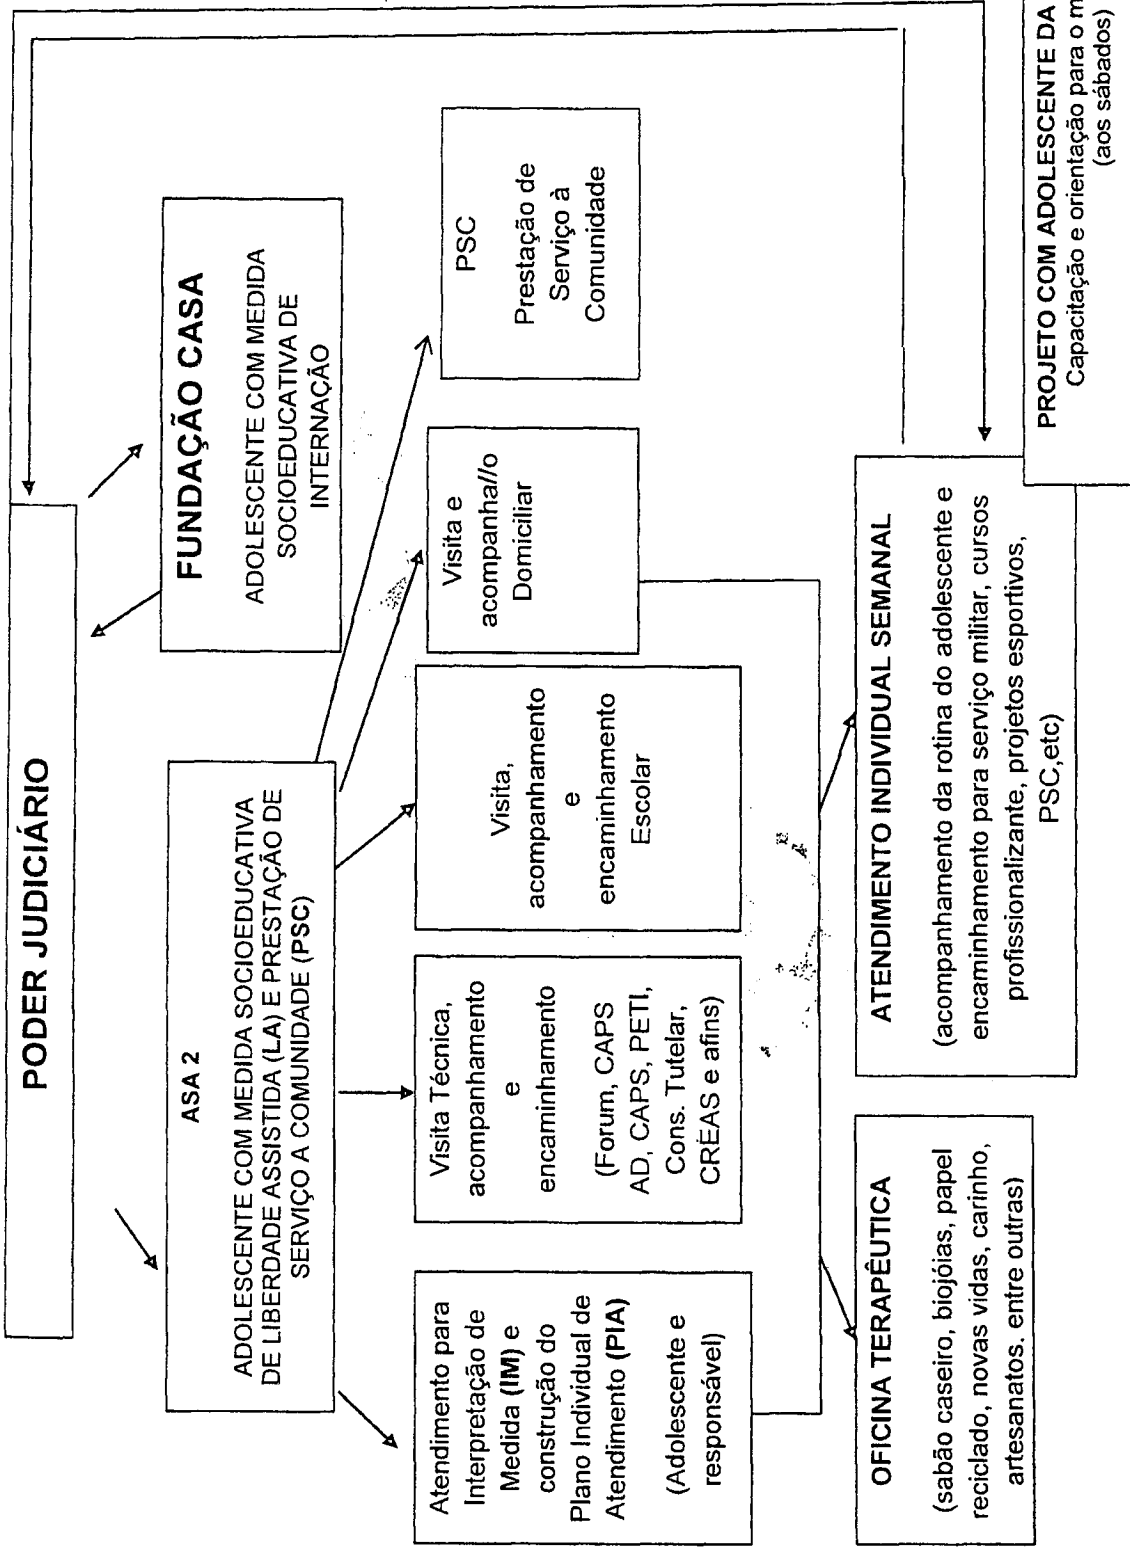 PODER JUDICIÁRIO
ASA 2
ADOLESCENTE COM MEDIDA SOCIOEDUCATIVA
DE LIBERDADE ASSISTIDA (LA) E PRESTAÇÃO DE
SERVIÇO A COMUNIDADE (PSC)
FUNDAÇÃO CASA
ADOLESCENTE COM MEDIDA
SOCIOEDUCATIVA DE
INTERNAÇÃO
Atendimento para
Interpretação de
Medida (IM) e
construção do
Plano Individual de
Atendimento (PIA)
(Adolescente e
responsável)
Visita Técnica,
acompanhamento
e
encaminhamento
(Forum, CAPS
AD, CAPS, PETI,
Cons. Tutelar,
CREAS e afins)
Visita,
acompanhamento
e
encaminhamento
Escolar
Visita e
acompanha//o
Domiciliar
PSC
Prestação de
Serviço à
Comunidade
OFICINA TERAPÊUTICA
(sabão caseiro, biojóias, papel
reciclado, novas vidas, carinho,
artesanatos. entre outras)
ATENDIMENTO INDIVIDUAL SEMANAL
(acompanhamento da rotina do adolescente e
encaminhamento para serviço militar, cursos
profissionalizante, projetos esportivos,
PSC,etc)
PROJETO COM ADOLESCENTE DA
Capacitação e orientação para o m
(aos sábados)